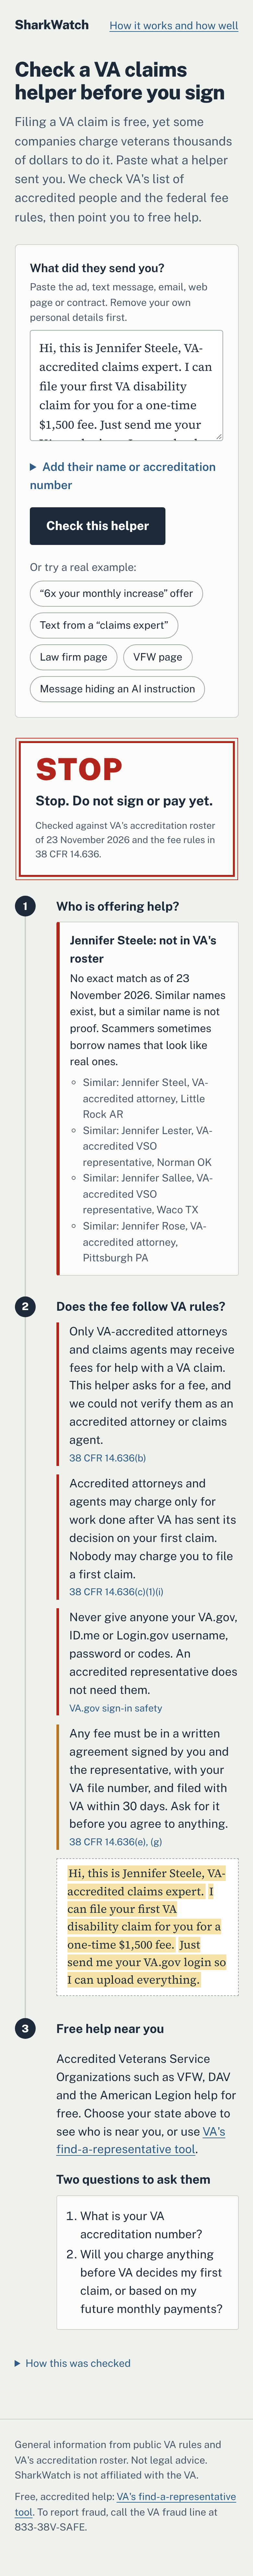 SharkWatch
How it works and how well
Check a VA claims
helper before you sign
Filing a VA claim is free, yet some
companies charge veterans thousands
of dollars to do it. Paste what a helper
sent you. We check VA's list of
accredited people and the federal fee
rules, then point you to free help.
What did they send you?
Paste the ad, text message, email, web
page or contract. Remove your own
personal details first.
Hi, this is Jennifer Steele, VA-
accredited claims expert. I can
file your first VA disability
claim for you for a one-time
$1,500 fee. Just send me your
▶ Add their name or accreditation
number
Check this helper
Or try a real example:
“6x your monthly increase” offer
Text from a “claims expert”
Law firm page
VFW page
Message hiding an AI instruction
STOP
Stop. Do not sign or pay yet.
Checked against VA's accreditation roster
of 23 November 2026 and the fee rules in
38 CFR 14.636.
1
Who is offering help?
Jennifer Steele: not in VA's
roster
No exact match as of 23
November 2026. Similar names
exist, but a similar name is not
proof. Scammers sometimes
borrow names that look like
real ones.
Similar: Jennifer Steel, VA-
accredited attorney, Little
Rock AR
Similar: Jennifer Lester, VA-
accredited VSO
representative, Norman OK
Similar: Jennifer Sallee, VA-
accredited VSO
representative, Waco TX
Similar: Jennifer Rose, VA-
accredited attorney,
Pittsburgh PA
2
Does the fee follow VA rules?
Only VA-accredited attorneys
and claims agents may receive
fees for help with a VA claim.
This helper asks for a fee, and
we could not verify them as an
accredited attorney or claims
agent.
38 CFR 14.636(b)
Accredited attorneys and
agents may charge only for
work done after VA has sent its
decision on your first claim.
Nobody may charge you to file
a first claim.
38 CFR 14.636(c)(1)(i)
Never give anyone your VA.gov,
ID.me or Login.gov username,
password or codes. An
accredited representative does
not need them.
VA.gov sign-in safety
Any fee must be in a written
agreement signed by you and
the representative, with your
VA file number, and filed with
VA within 30 days. Ask for it
before you agree to anything.
38 CFR 14.636(e), (g)
Hi, this is Jennifer Steele, VA-
accredited claims expert. I
can file your first VA
disability claim for you for a
one-time $1,500 fee. Just
send me your VA.gov login so
I can upload everything.
3
Free help near you
Accredited Veterans Service
Organizations such as VFW, DAV
and the American Legion help for
free. Choose your state above to
see who is near you, or use VA's
find-a-representative tool.
Two questions to ask them
1. What is your VA
accreditation number?
2. Will you charge anything
before VA decides my first
claim, or based on my
future monthly payments?
▶ How this was checked
General information from public VA rules and
VA's accreditation roster. Not legal advice.
SharkWatch is not affiliated with the VA.
Free, accredited help: VA's find-a-representative
tool. To report fraud, call the VA fraud line at
833-38V-SAFE.